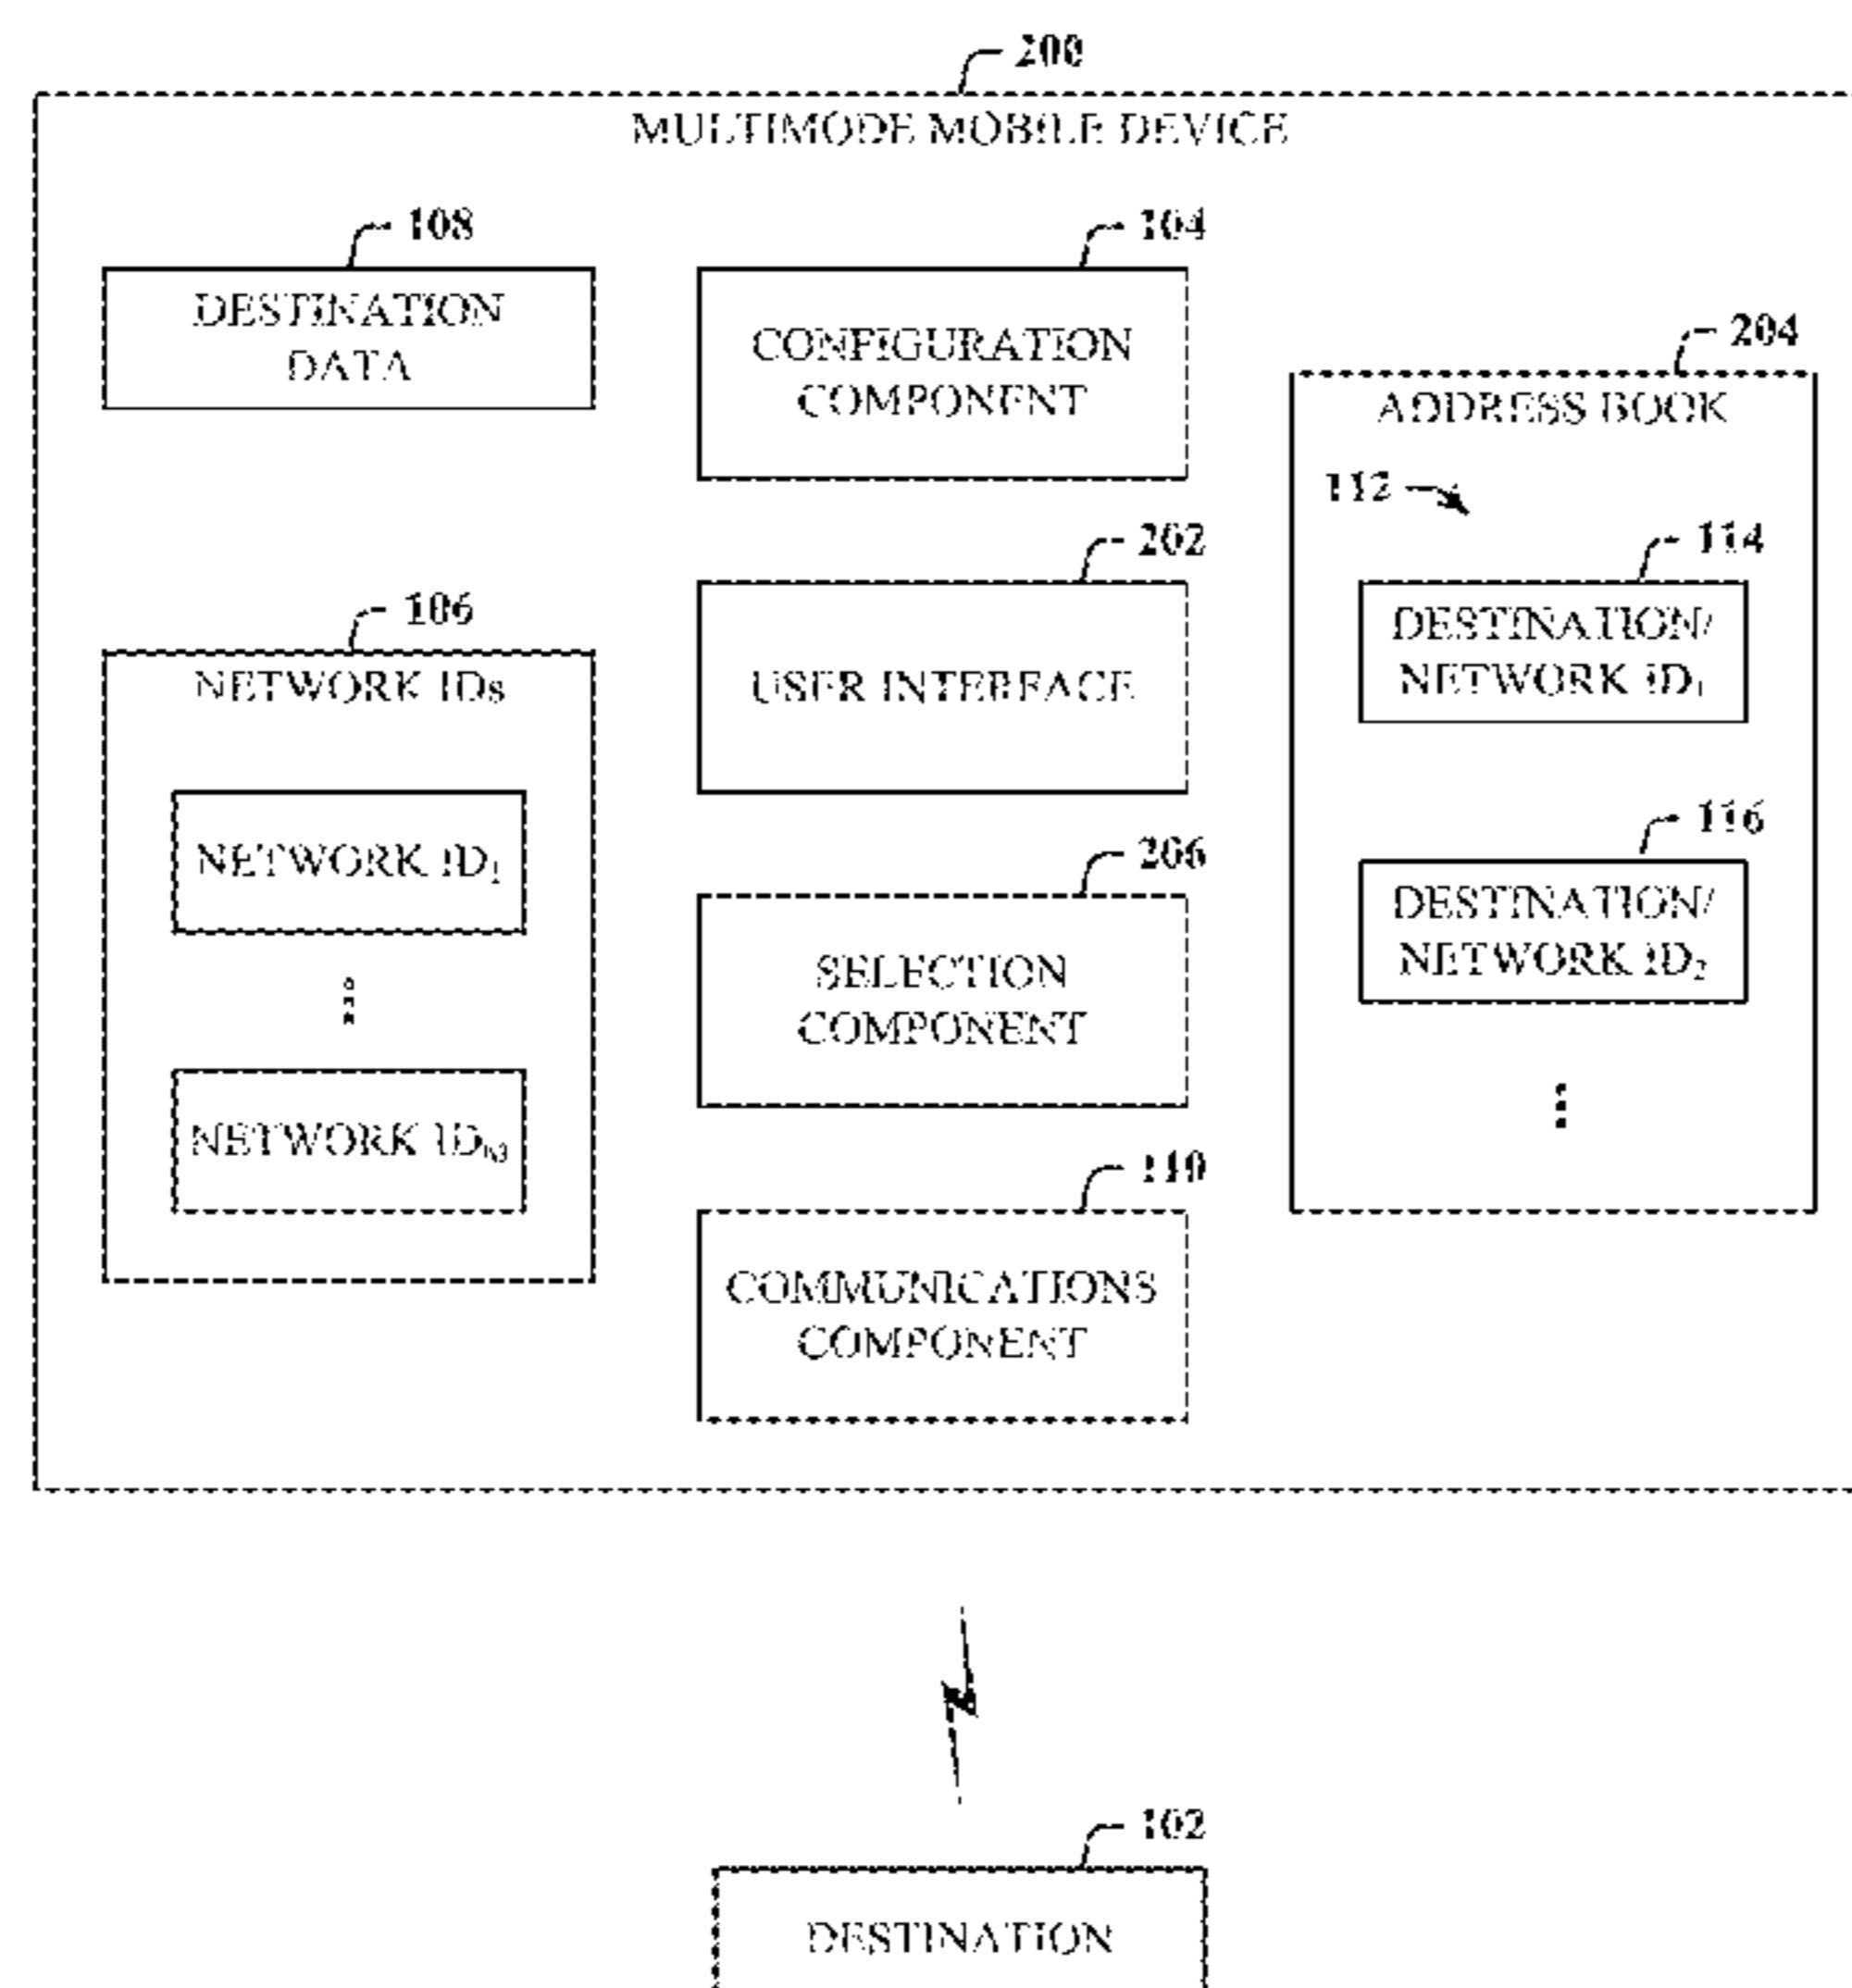 200
MULTIMODE MOBILE DEVICE
108
DESTINATION
DATA
104
CONFIGURATION
COMPONENT
204
ADDRESS BOOK
112
202
USER INTERFACE
114
DESTINATION/
NETWORK ID1
106
NETWORK IDs
NETWORK ID1
206
SELECTION
COMPONENT
116
DESTINATION/
NETWORK ID2
NETWORK ID
110
COMMUNICATIONS
COMPONENT
102
DESTINATION